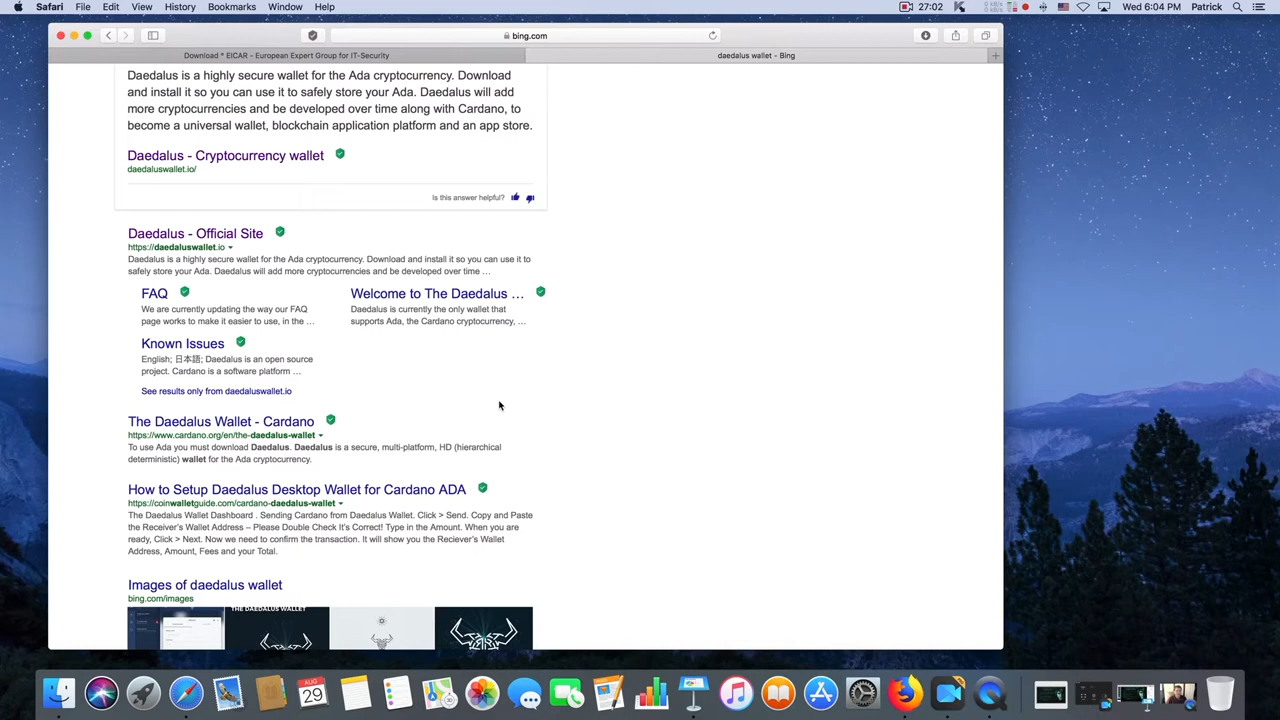 Safari File Edit View History Bookmarks Window Help 27:02 0 kB/s 0 kB/s Wed 6:04 PM Patrick
bing.com
Download * EICAR - European Expert Group for IT-Security
daedalus wallet - Bing
Daedalus is a highly secure wallet for the Ada cryptocurrency. Download
and install it so you can use it to safely store your Ada. Daedalus will add
more cryptocurrencies and be developed over time along with Cardano, to
become a universal wallet, blockchain application platform and an app store.
Daedalus - Cryptocurrency wallet
daedaluswallet.io/
Is this answer helpful?
Daedalus - Official Site
https://daedaluswallet.io
Daedalus is a highly secure wallet for the Ada cryptocurrency. Download and install it so you can use it to
safely store your Ada. Daedalus will add more cryptocurrencies and be developed over time …
FAQ
We are currently updating the way our FAQ
page works to make it easier to use, in the …
Welcome to The Daedalus …
Daedalus is currently the only wallet that
supports Ada, the Cardano cryptocurrency, …
Known Issues
English; 日本語; Daedalus is an open source
project. Cardano is a software platform …
See results only from daedaluswallet.io
The Daedalus Wallet - Cardano
https://www.cardano.org/en/the-daedalus-wallet
To use Ada you must download Daedalus. Daedalus is a secure, multi-platform, HD (hierarchical
deterministic) wallet for the Ada cryptocurrency.
How to Setup Daedalus Desktop Wallet for Cardano ADA
https://coinwalletguide.com/cardano-daedalus-wallet
The Daedalus Wallet Dashboard . Sending Cardano from Daedalus Wallet. Click > Send. Copy and Paste
the Receiver's Wallet Address – Please Double Check It's Correct! Type in the Amount. When you are
ready, Click > Next. Now we need to confirm the transaction. It will show you the Reciever's Wallet
Address, Amount, Fees and your Total.
Images of daedalus wallet
bing.com/images
THE DAEDALUS WALLET
AUG
29